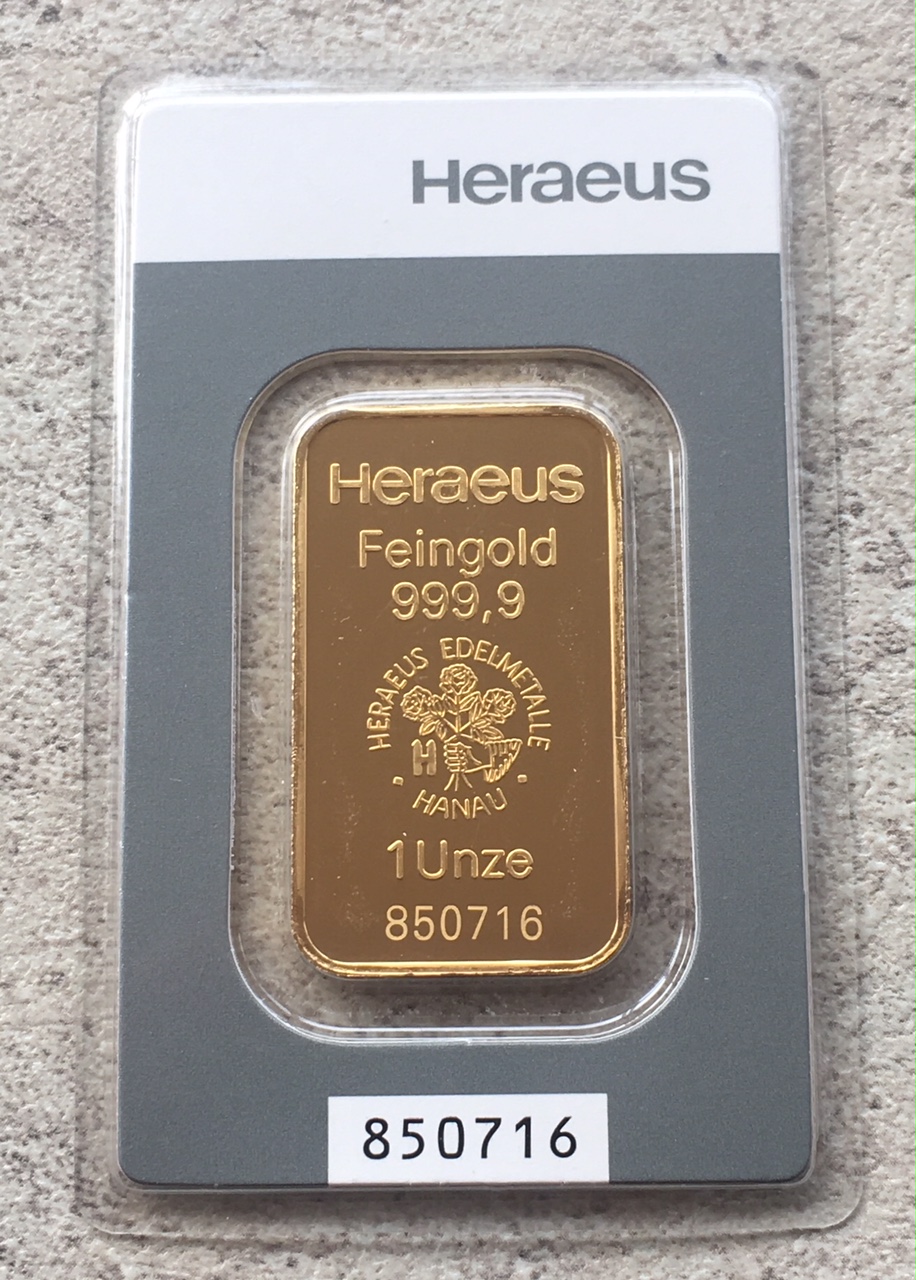 Heraeus
Heraeus
Feingold
999,9
HERAEUS EDELMETALLE
H
· HANAU ·
1 Unze
850716
850716